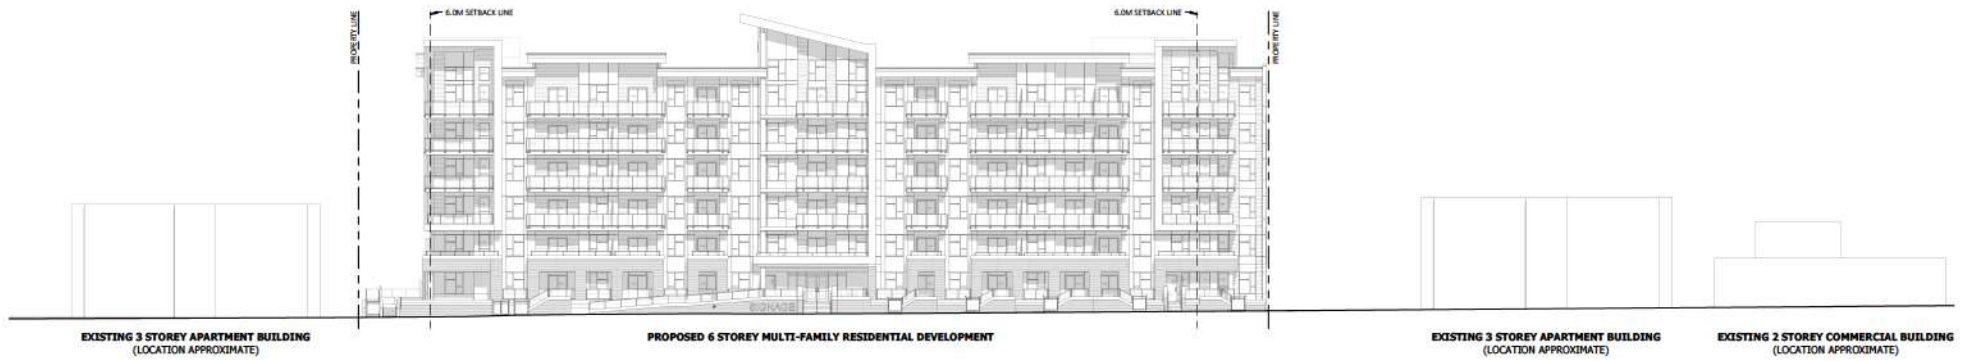 6.0M SETBACK LINE
6.0M SETBACK LINE
PROPERTY LINE
PROPERTY LINE
SIGNAGE
EXISTING 3 STOREY APARTMENT BUILDING
(LOCATION APPROXIMATE)
PROPOSED 6 STOREY MULTI-FAMILY RESIDENTIAL DEVELOPMENT
EXISTING 3 STOREY APARTMENT BUILDING
(LOCATION APPROXIMATE)
EXISTING 2 STOREY COMMERCIAL BUILDING
(LOCATION APPROXIMATE)